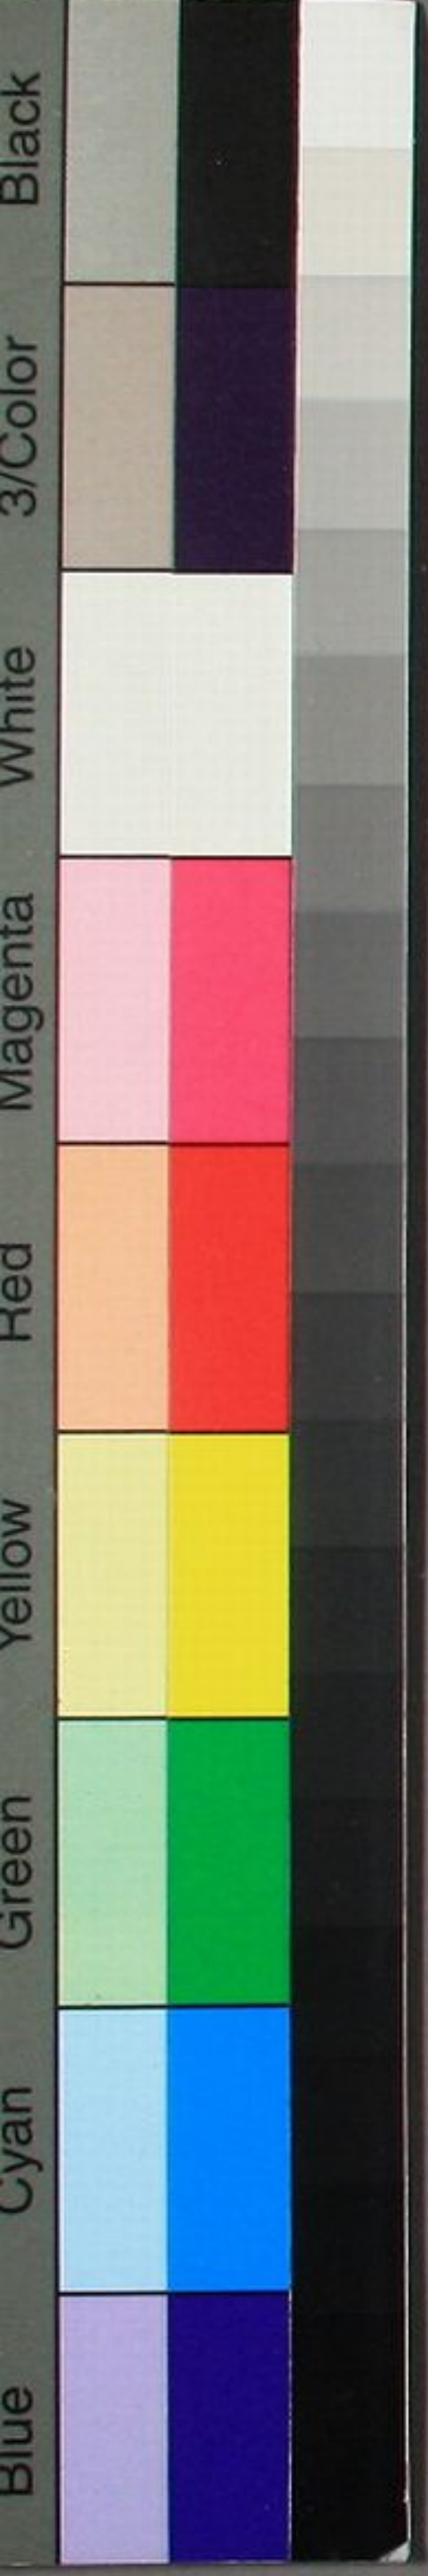 Black
3/Color
White
Magenta
Red
Yellow
Green
Cyan
Blue